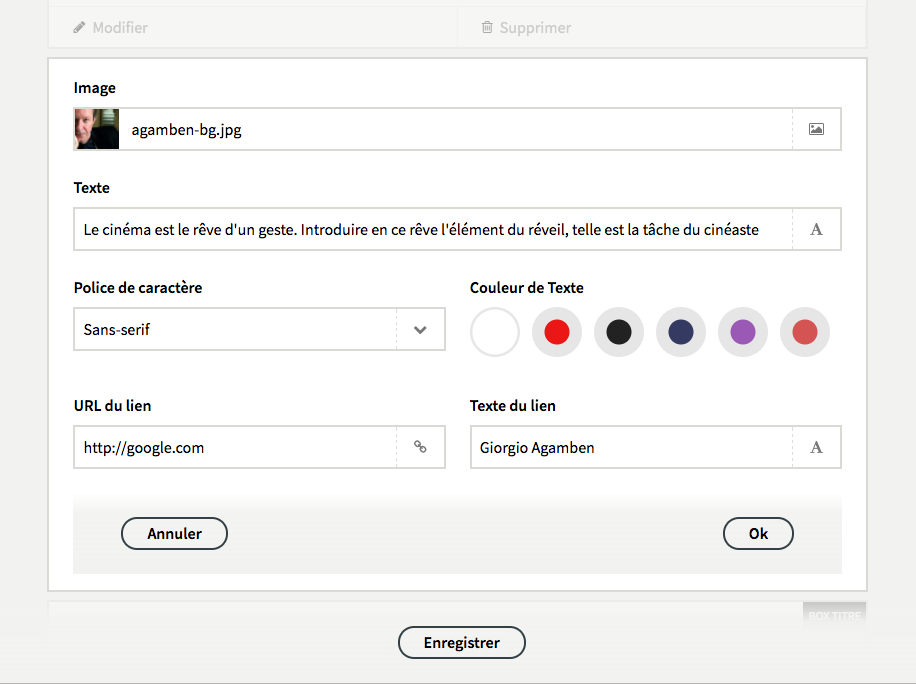 Modifier
Supprimer
Image
agamben-bg.jpg
Texte
Le cinéma est le rêve d'un geste. Introduire en ce rêve l'élément du réveil, telle est la tâche du cinéaste
A
Police de caractère
Couleur de Texte
Sans-serif
URL du lien
Texte du lien
http://google.com
Giorgio Agamben
A
Annuler
Ok
BOX TITRE
Enregistrer